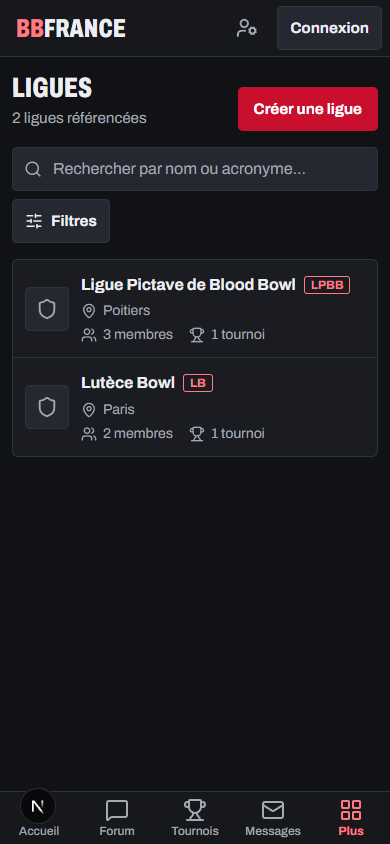 BBFRANCE
Connexion
LIGUES
2 ligues référencées
Créer une ligue
Rechercher par nom ou acronyme...
Filtres
Ligue Pictave de Blood Bowl LPBB
Poitiers
3 membres 1 tournoi
Lutèce Bowl LB
Paris
2 membres 1 tournoi
N
Accueil Forum Tournois Messages Plus